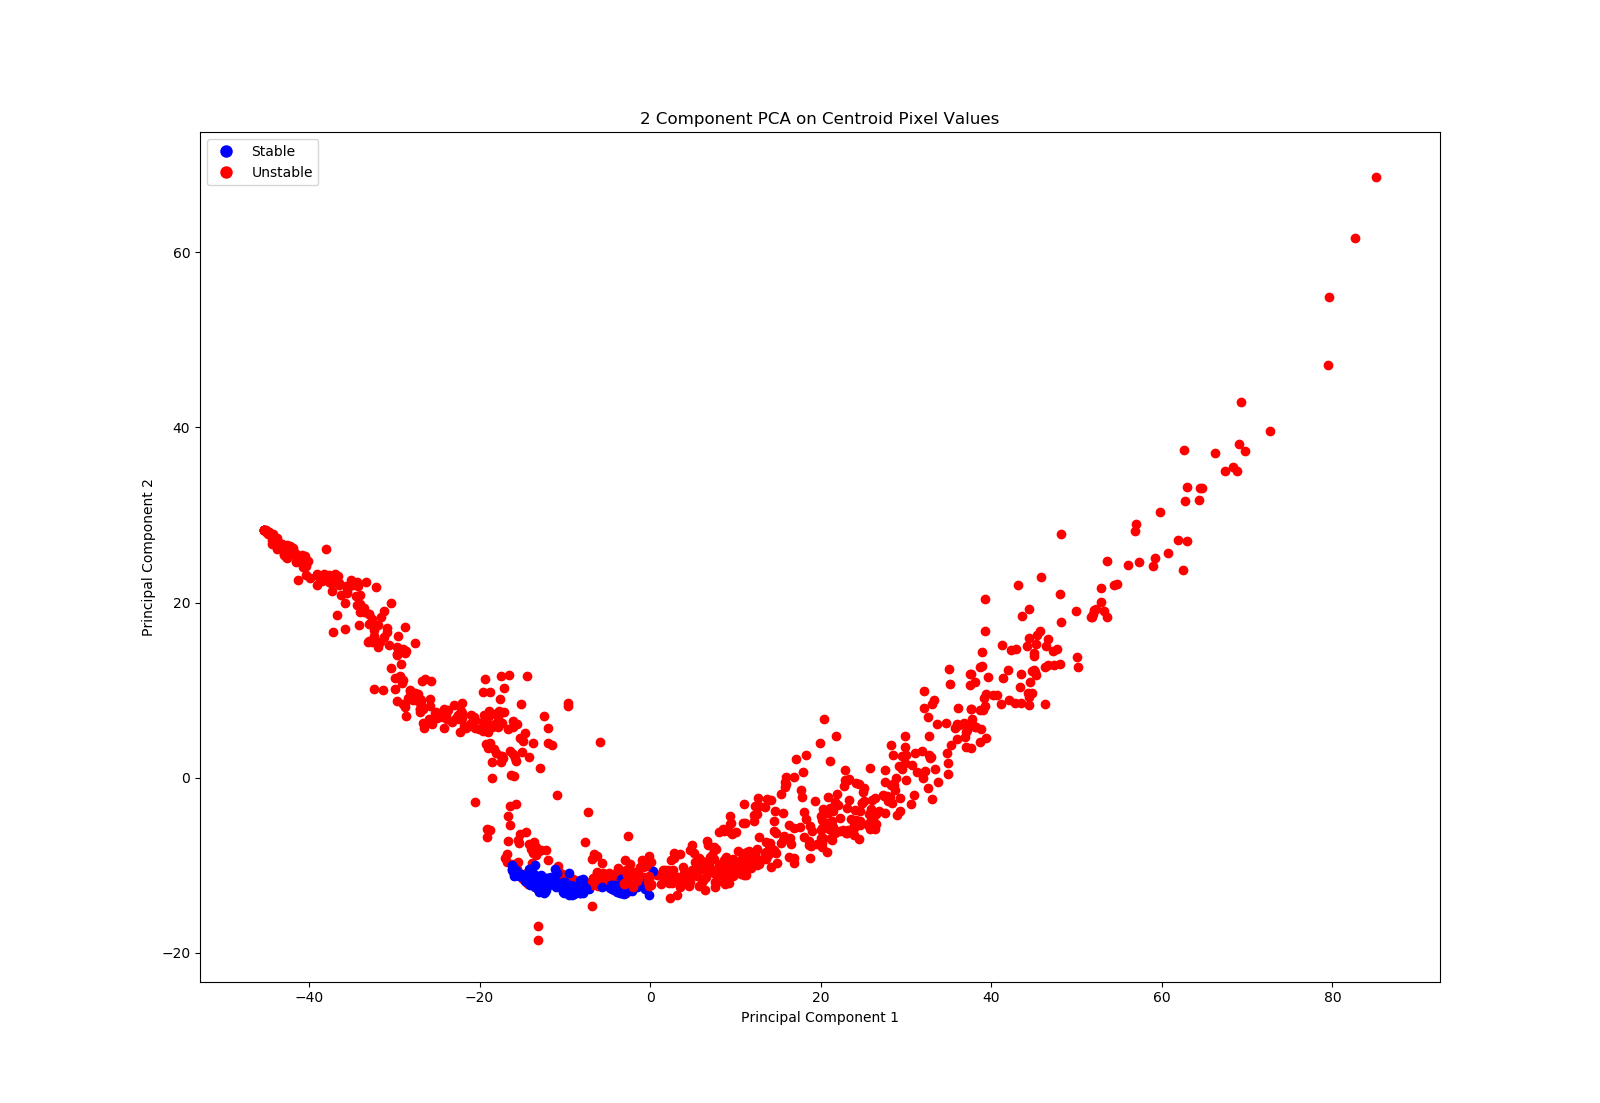 2 Component PCA on Centroid Pixel Values
Stable
Unstable
60
40
20
0
−20
Principal Component 2
−40
−20
0
20
40
60
80
Principal Component 1